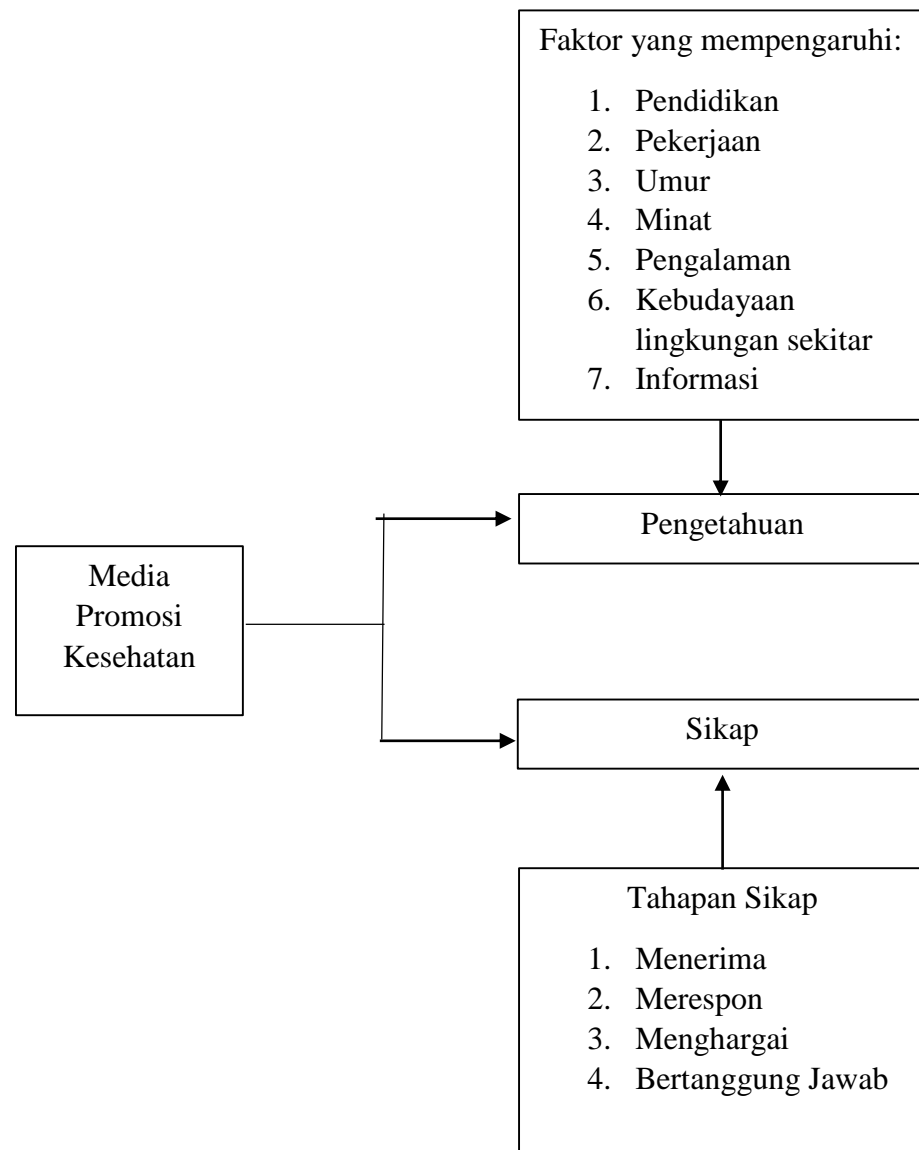 Faktor yang mempengaruhi:
1. Pendidikan
2. Pekerjaan
3. Umur
4. Minat
5. Pengalaman
6. Kebudayaan
lingkungan sekitar
7. Informasi
Pengetahuan
Media
Promosi
Kesehatan
Sikap
Tahapan Sikap
1. Menerima
2. Merespon
3. Menghargai
4. Bertanggung Jawab